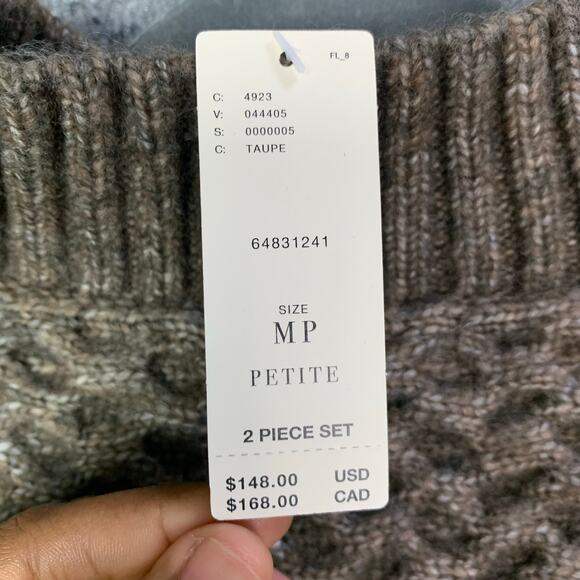 FL_8
C: 4923
V: 044405
S: 0000005
C: TAUPE
64831241
SIZE
MP
PETITE
2 PIECE SET
$148.00 USD
$168.00 CAD